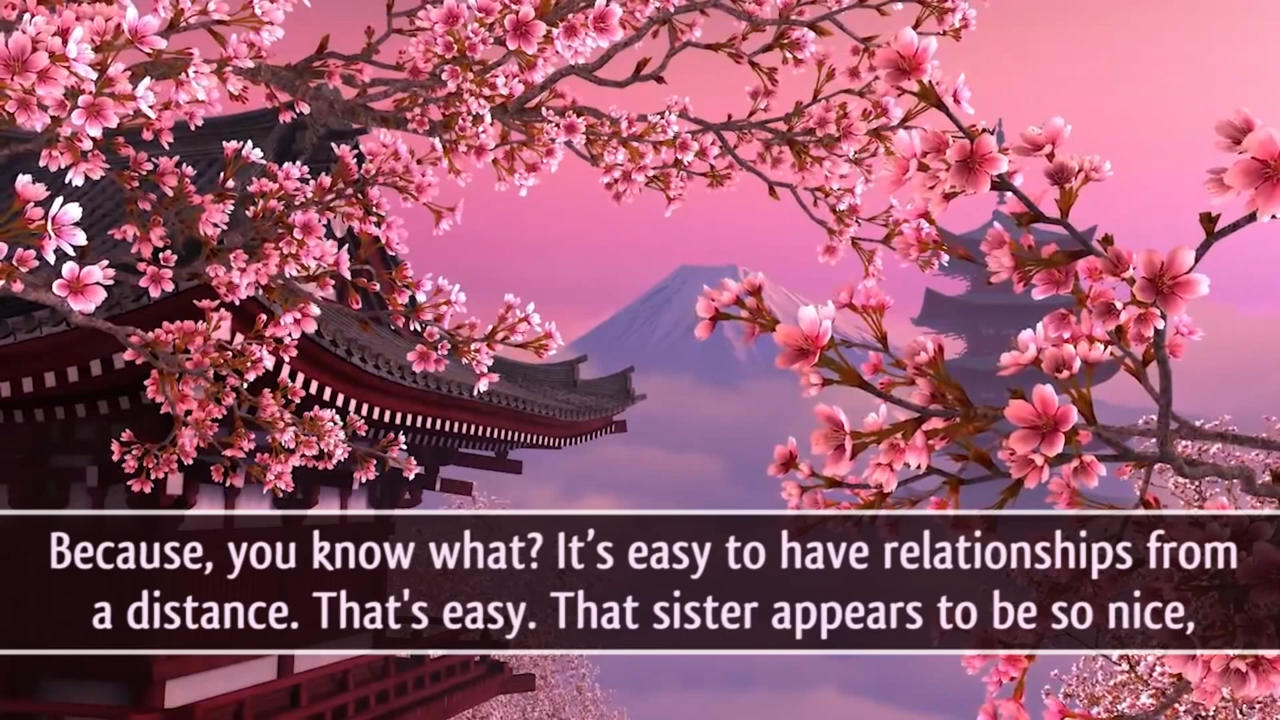 Because, you know what? It’s easy to have relationships from
a distance. That's easy. That sister appears to be so nice,